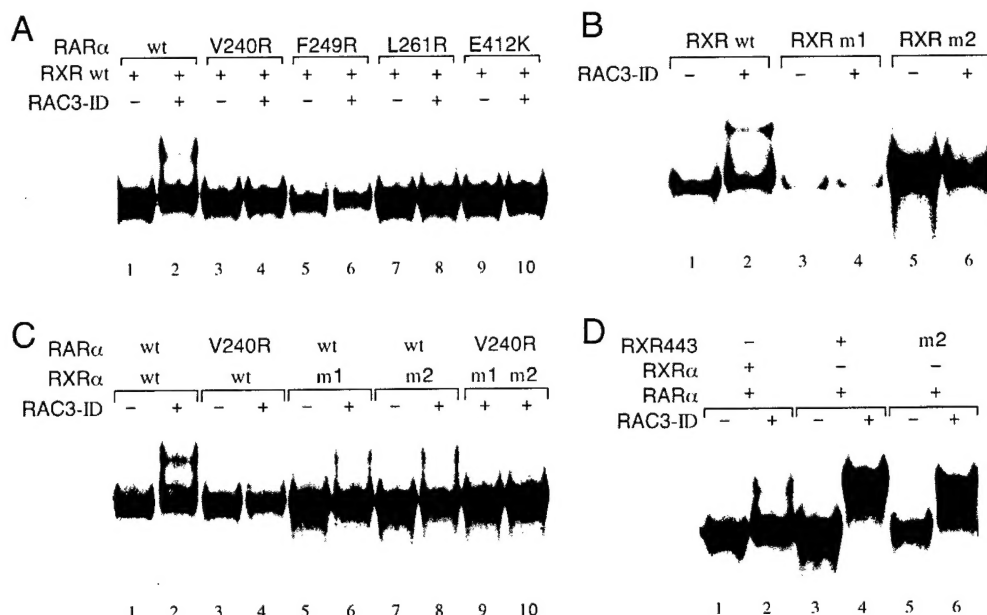 A
RARα wt V240R F249R L261R E412K
RXR wt + + + + + + + + + +
RAC3-ID − + − + − + − + − +
1 2 3 4 5 6 7 8 9 10
B
RXR wt RXR m1 RXR m2
RAC3-ID − + − + − +
1 2 3 4 5 6
C
RARα wt V240R wt wt V240R
RXRα wt wt m1 m2 m1 m2
RAC3-ID − + − + − + − + + +
1 2 3 4 5 6 7 8 9 10
D
RXR443 − + m2
RXRα + − −
RARα + + +
RAC3-ID − + − + − +
1 2 3 4 5 6